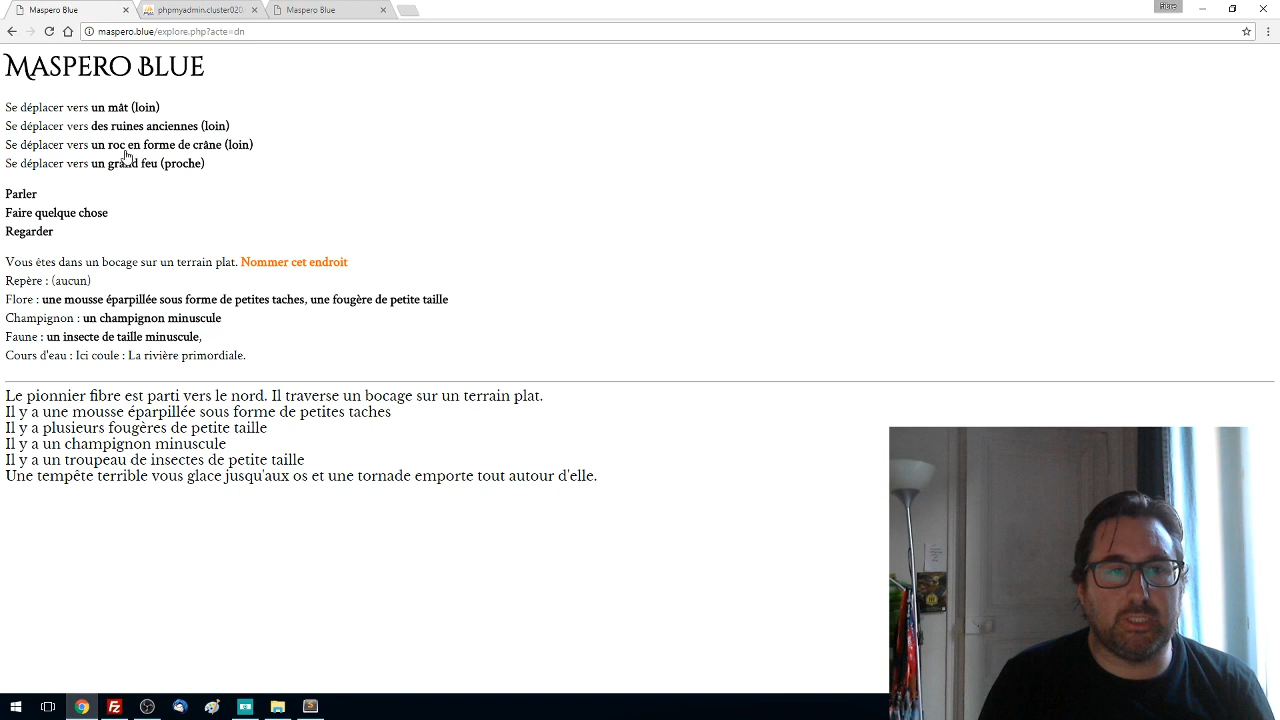 Maspero Blue
phpmyadmin.cluster020
Maspero Blue
maspero.blue/explore.php?acte=dn
Maspero Blue
Se déplacer vers un mât (loin)
Se déplacer vers des ruines anciennes (loin)
Se déplacer vers un roc en forme de crâne (loin)
Se déplacer vers un grand feu (proche)
Parler
Faire quelque chose
Regarder
Vous êtes dans un bocage sur un terrain plat. Nommer cet endroit
Repère : (aucun)
Flore : une mousse éparpillée sous forme de petites taches, une fougère de petite taille
Champignon : un champignon minuscule
Faune : un insecte de taille minuscule,
Cours d'eau : Ici coule : La rivière primordiale.
Le pionnier fibre est parti vers le nord. Il traverse un bocage sur un terrain plat.
Il y a une mousse éparpillée sous forme de petites taches
Il y a plusieurs fougères de petite taille
Il y a un champignon minuscule
Il y a un troupeau de insectes de petite taille
Une tempête terrible vous glace jusqu'aux os et une tornade emporte tout autour d'elle.